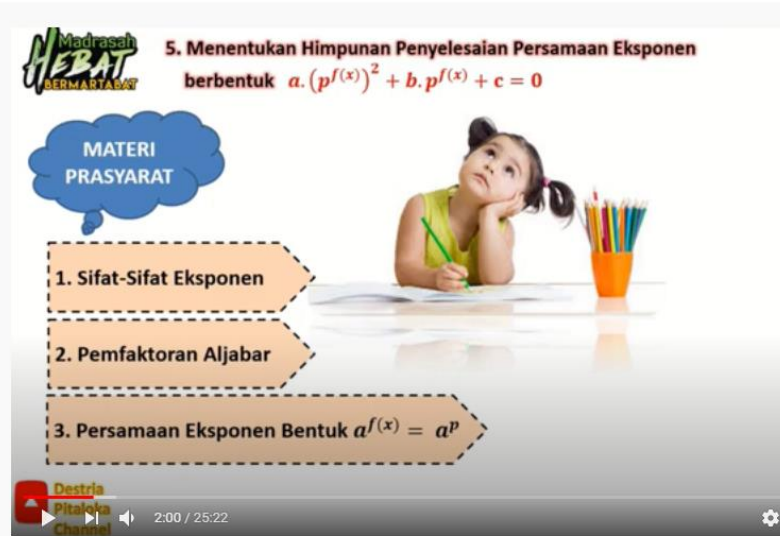 Madrasah
HEBAT
BERMARTABAT
5. Menentukan Himpunan Penyelesaian Persamaan Eksponen
berbentuk a.(p^{f(x)})^2 + b.p^{f(x)} + c = 0
MATERI
PRASYARAT
1. Sifat-Sifat Eksponen
2. Pemfaktoran Aljabar
3. Persamaan Eksponen Bentuk a^{f(x)} = a^p
Destria
Pitaloka
Channel
2:00 / 25:22